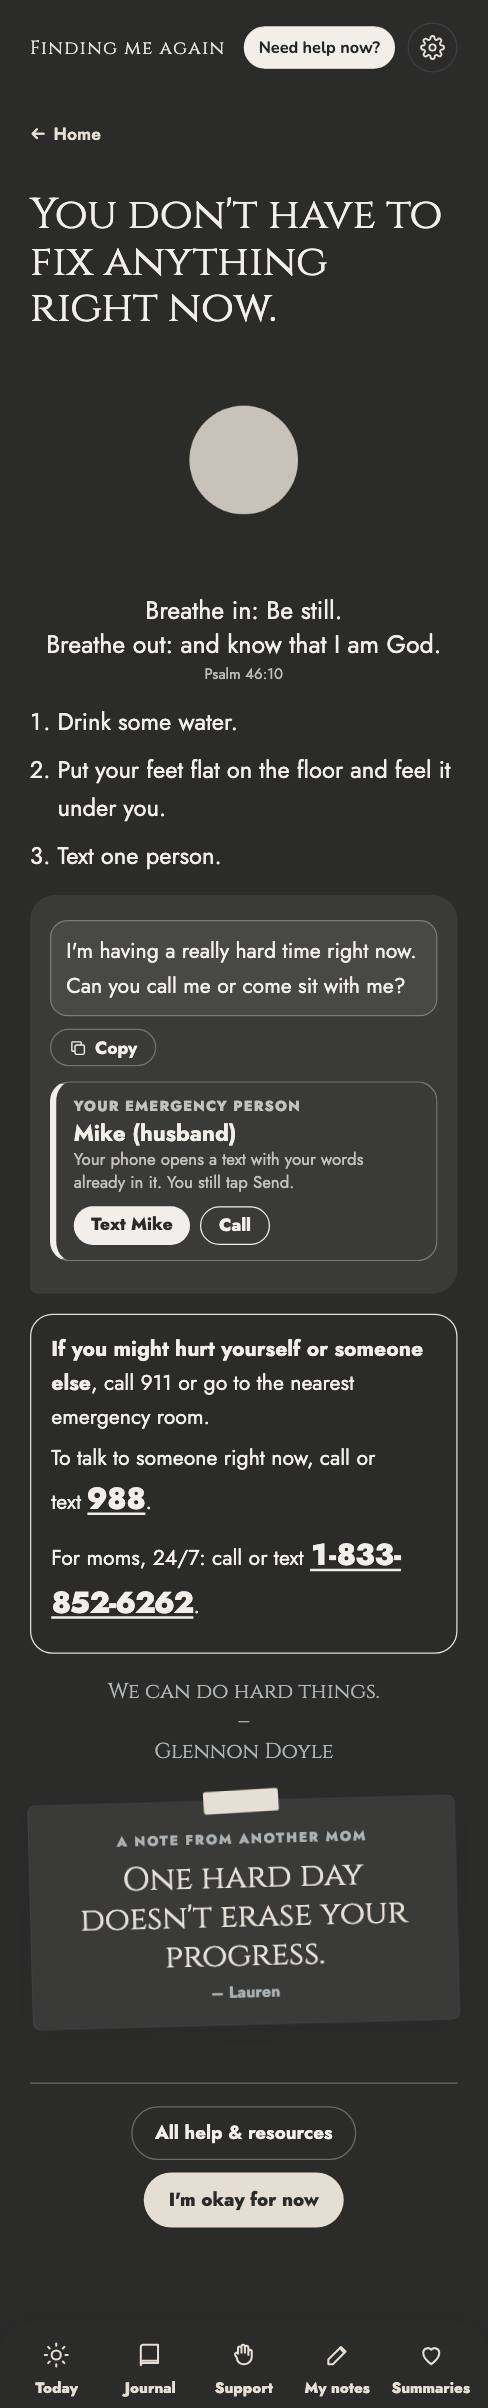 Finding me again
Need help now?
← Home
You don't have to
fix anything
right now.
Breathe in: Be still.
Breathe out: and know that I am God.
Psalm 46:10
1. Drink some water.
2. Put your feet flat on the floor and feel it
under you.
3. Text one person.
I'm having a really hard time right now.
Can you call me or come sit with me?
Copy
YOUR EMERGENCY PERSON
Mike (husband)
Your phone opens a text with your words
already in it. You still tap Send.
Text Mike
Call
If you might hurt yourself or someone
else, call 911 or go to the nearest
emergency room.
To talk to someone right now, call or
text 988.
For moms, 24/7: call or text 1-833-
852-6262.
We can do hard things.
–
Glennon Doyle
A NOTE FROM ANOTHER MOM
One hard day
doesn't erase your
progress.
— Lauren
All help & resources
I'm okay for now
Today
Journal
Support
My notes
Summaries